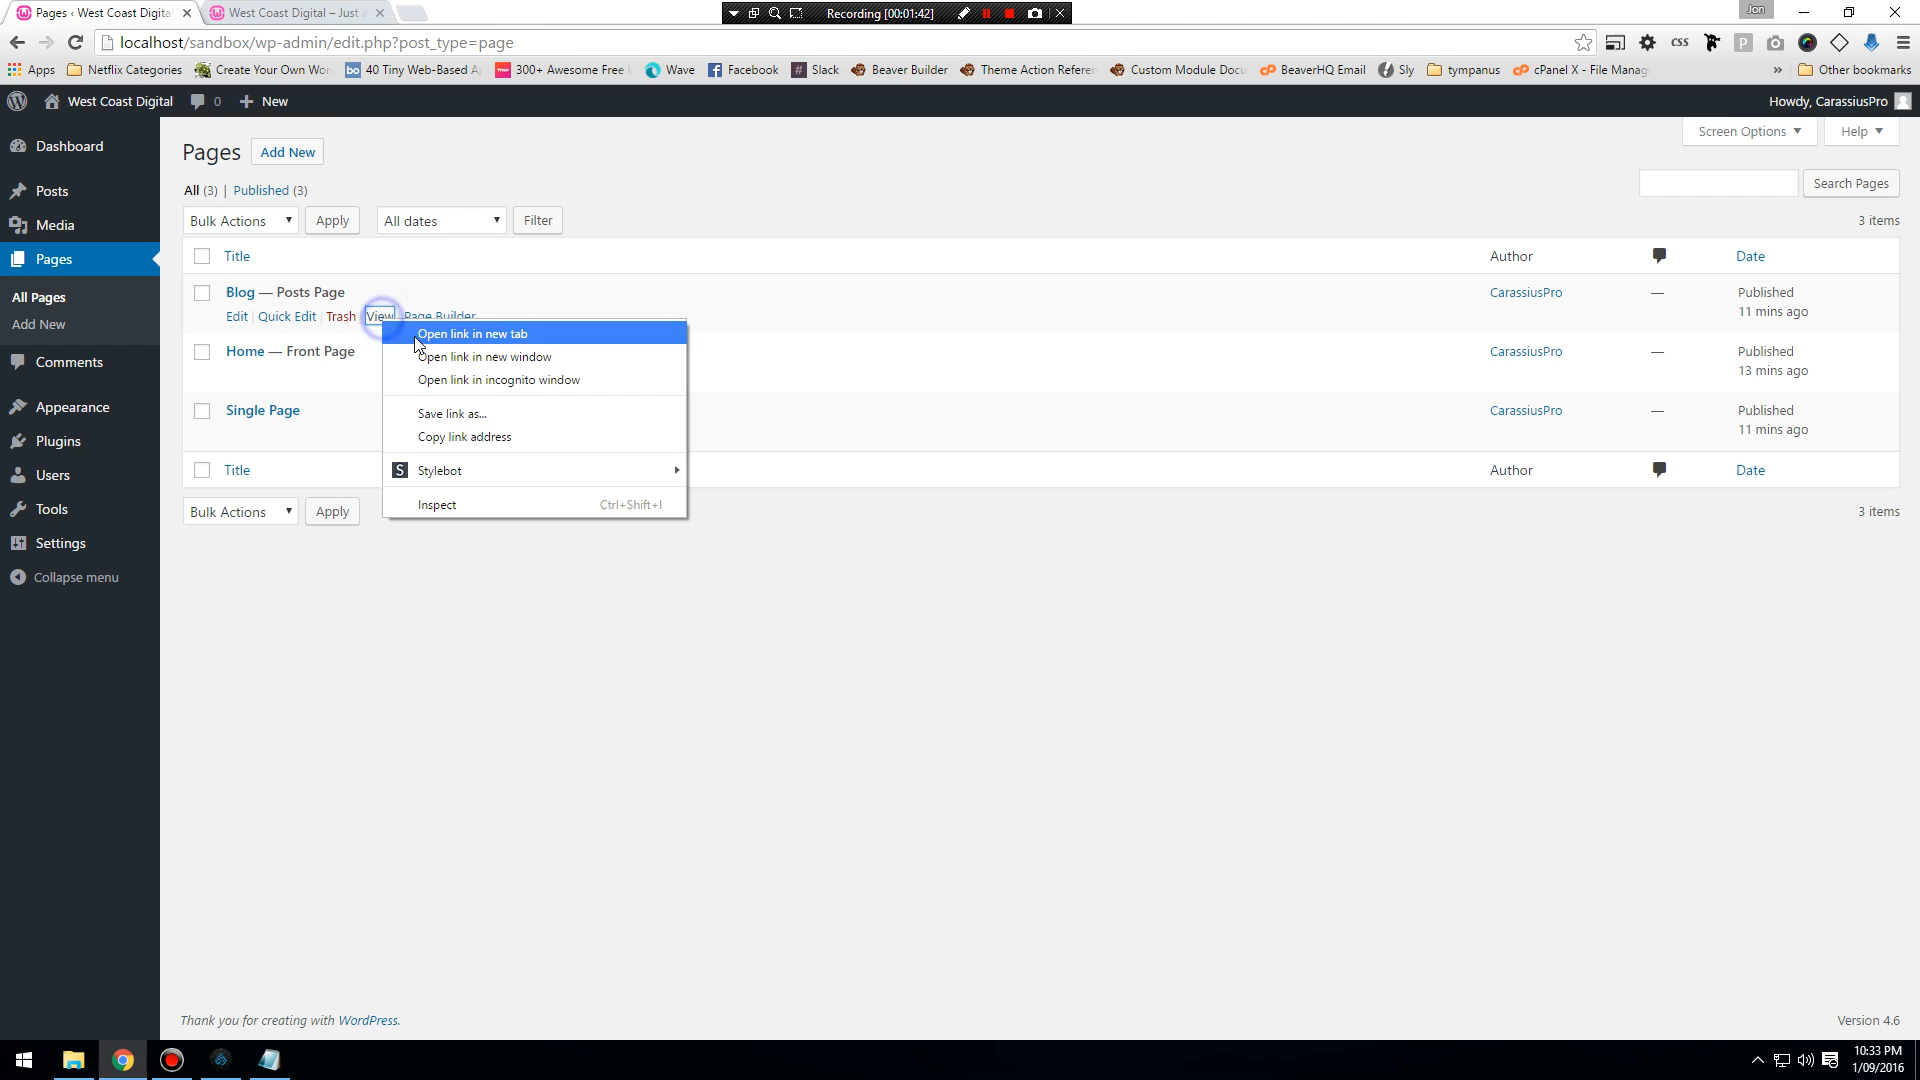 Pages ‹ West Coast Digital
West Coast Digital – Just a
Recording [00:01:42]
Jon
localhost/sandbox/wp-admin/edit.php?post_type=page
CSS
Apps
Netflix Categories
Create Your Own Wor
40 Tiny Web-Based Ap
300+ Awesome Free
Wave
Facebook
Slack
Beaver Builder
Theme Action Referen
Custom Module Docu
BeaverHQ Email
Sly
tympanus
cPanel X - File Manag
»
Other bookmarks
West Coast Digital
0
+ New
Howdy, CarassiusPro
Dashboard
Posts
Media
Pages
All Pages
Add New
Comments
Appearance
Plugins
Users
Tools
Settings
Collapse menu
Pages
Add New
Screen Options
Help
All (3) | Published (3)
Search Pages
Bulk Actions
Apply
All dates
Filter
3 items
Title
Author
Date
Blog — Posts Page
Edit | Quick Edit | Trash | View | Page Builder
CarassiusPro
—
Published
11 mins ago
Home — Front Page
CarassiusPro
—
Published
13 mins ago
Single Page
CarassiusPro
—
Published
11 mins ago
Title
Author
Date
Bulk Actions
Apply
3 items
Open link in new tab
Open link in new window
Open link in incognito window
Save link as...
Copy link address
S Stylebot
Inspect Ctrl+Shift+I
Thank you for creating with WordPress.
Version 4.6
10:33 PM
1/09/2016